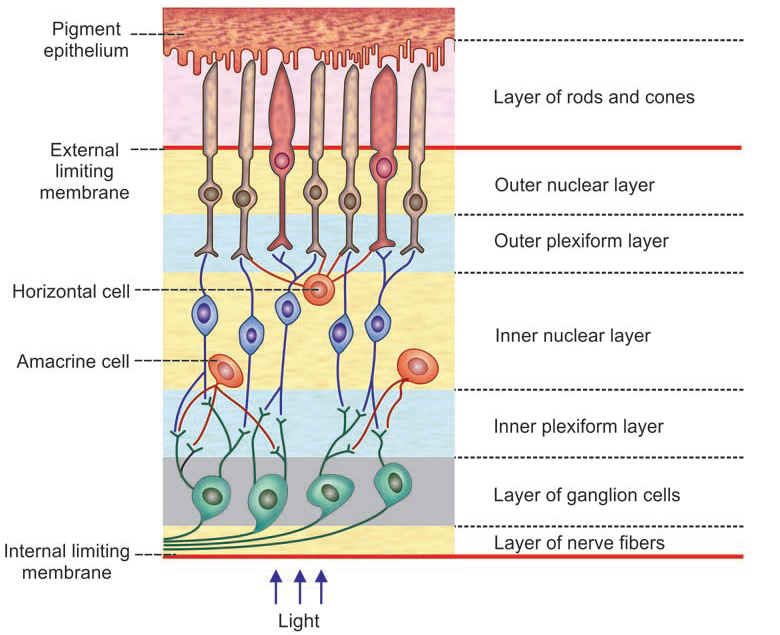 Pigment
epithelium
Layer of rods and cones
External
limiting
membrane
Outer nuclear layer
Outer plexiform layer
Horizontal cell
Inner nuclear layer
Amacrine cell
Inner plexiform layer
Layer of ganglion cells
Layer of nerve fibers
Internal limiting
membrane
Light